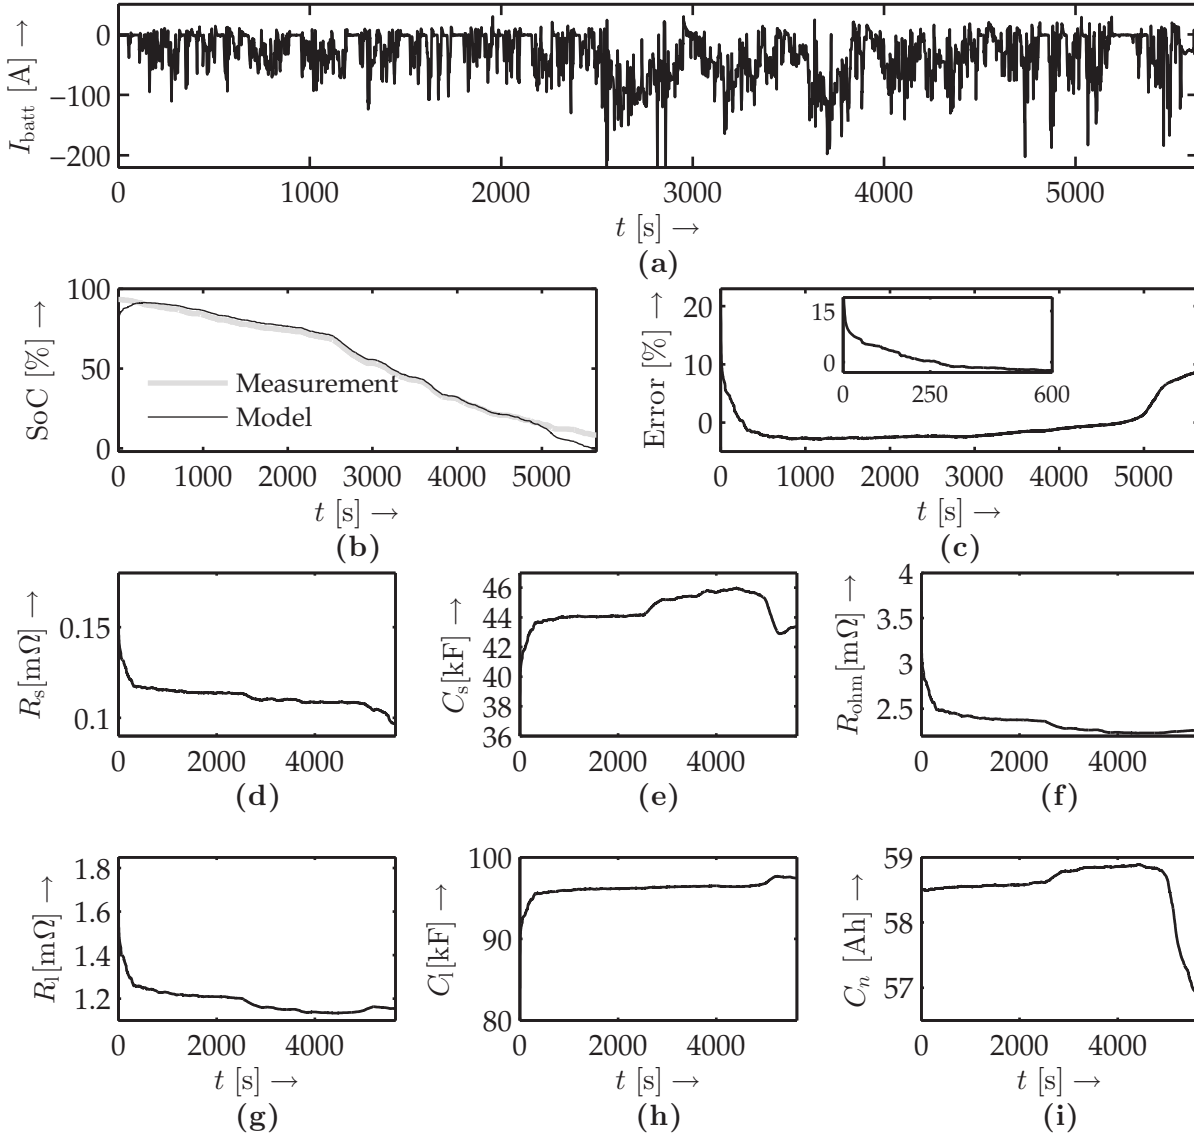 I_batt [A] →
0
−100
−200
0 1000 2000 3000 4000 5000
t [s] →
(a)
SoC [%] →
100
50
0
Measurement
Model
0 1000 2000 3000 4000 5000
t [s] →
(b)
Error [%] →
20
10
0
15
0
0 250 600
0 1000 2000 3000 4000 5000
t [s] →
(c)
R_s[mΩ] →
0.15
0.1
0 2000 4000
(d)
C_s[kF] →
46
44
42
40
38
36
0 2000 4000
(e)
R_ohm[mΩ] →
4
3.5
3
2.5
0 2000 4000
(f)
R_l[mΩ] →
1.8
1.6
1.4
1.2
0 2000 4000
t [s] →
(g)
C_l[kF] →
100
90
80
0 2000 4000
t [s] →
(h)
C_n [Ah] →
59
58
57
0 2000 4000
t [s] →
(i)